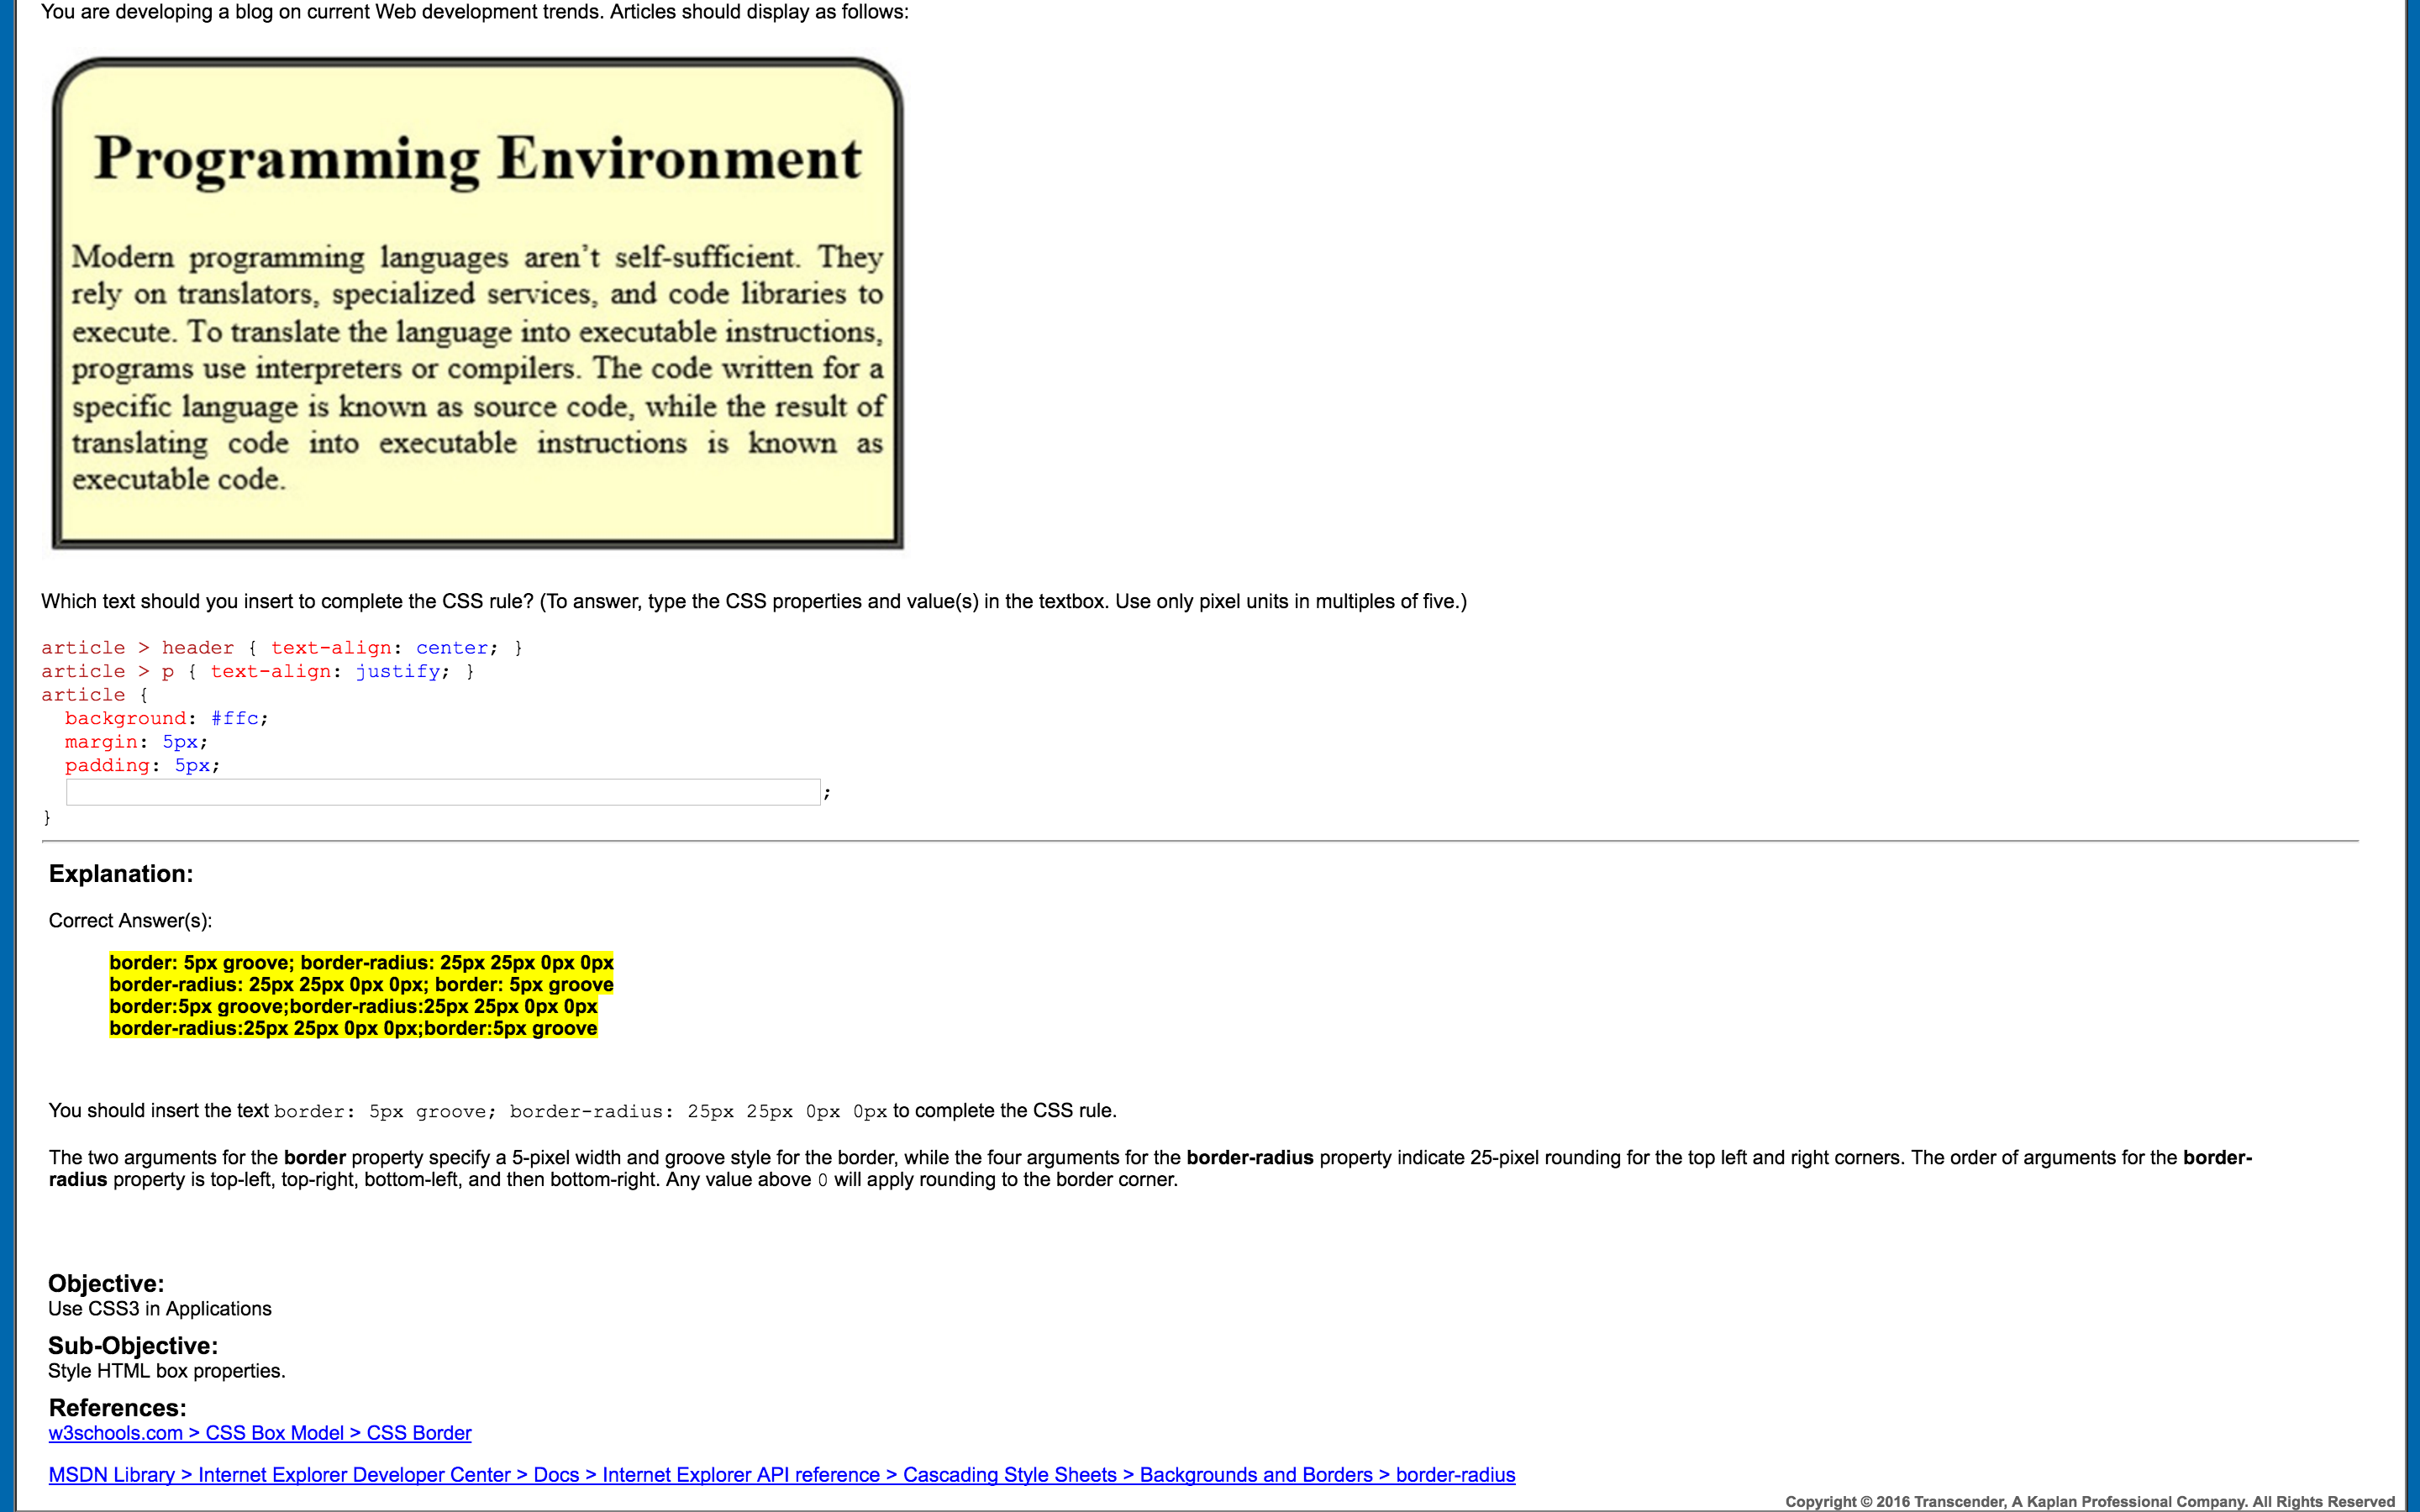 You are developing a blog on current Web development trends. Articles should display as follows:
Programming Environment
Modern programming languages aren't self-sufficient. They
rely on translators, specialized services, and code libraries to
execute. To translate the language into executable instructions,
programs use interpreters or compilers. The code written for a
specific language is known as source code, while the result of
translating code into executable instructions is known as
executable code.
Which text should you insert to complete the CSS rule? (To answer, type the CSS properties and value(s) in the textbox. Use only pixel units in multiples of five.)
article > header { text-align: center; }
article > p { text-align: justify; }
article {
background: #ffc;
margin: 5px;
padding: 5px;
;
}
Explanation:
Correct Answer(s):
border: 5px groove; border-radius: 25px 25px 0px 0px
border-radius: 25px 25px 0px 0px; border: 5px groove
border:5px groove;border-radius:25px 25px 0px 0px
border-radius:25px 25px 0px 0px;border:5px groove
You should insert the text border: 5px groove; border-radius: 25px 25px 0px 0px to complete the CSS rule.
The two arguments for the border property specify a 5-pixel width and groove style for the border, while the four arguments for the border-radius property indicate 25-pixel rounding for the top left and right corners. The order of arguments for the border-
radius property is top-left, top-right, bottom-left, and then bottom-right. Any value above 0 will apply rounding to the border corner.
Objective:
Use CSS3 in Applications
Sub-Objective:
Style HTML box properties.
References:
w3schools.com > CSS Box Model > CSS Border
MSDN Library > Internet Explorer Developer Center > Docs > Internet Explorer API reference > Cascading Style Sheets > Backgrounds and Borders > border-radius
Copyright © 2016 Transcender, A Kaplan Professional Company. All Rights Reserved